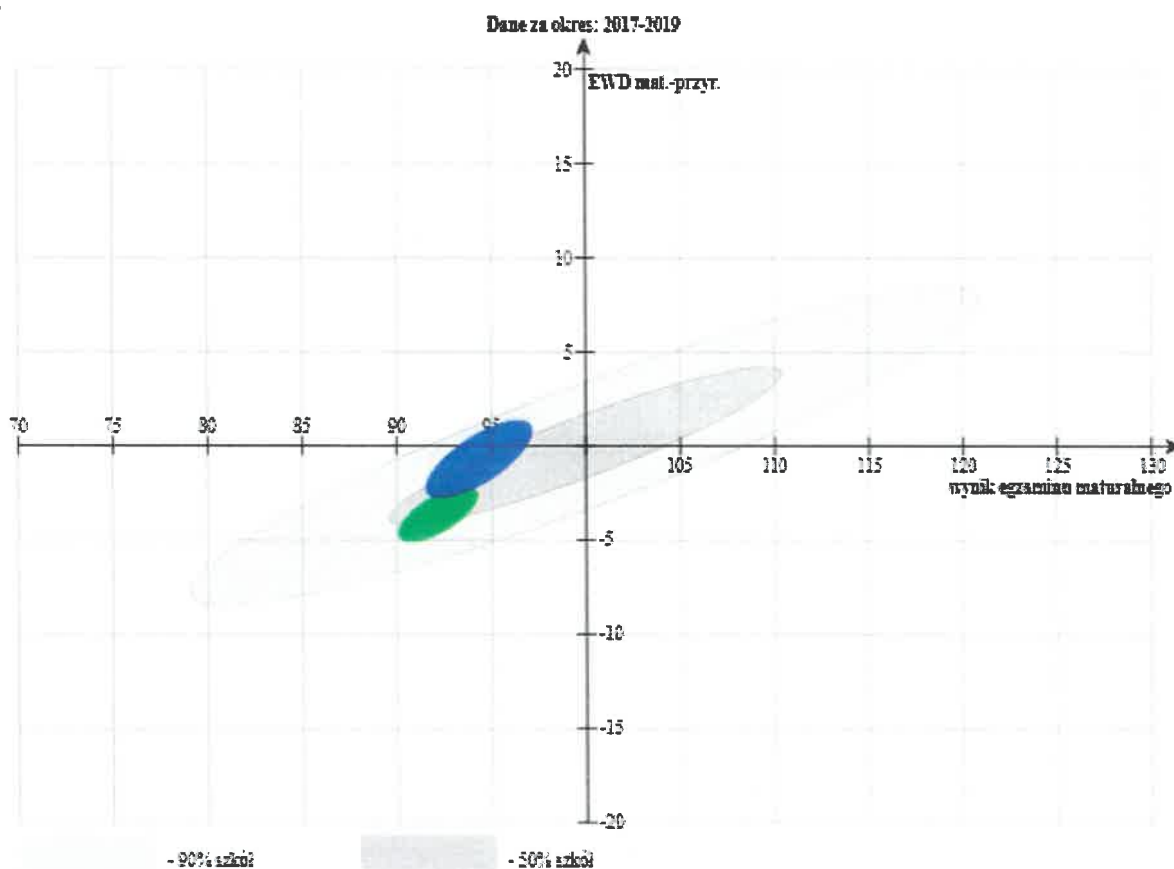 Dane za okres: 2017-2019
20
EWD mat.-przyr.
15
10
5
70 75 80 85 90 95
105 110 115 120 125 130
wynik egzaminu maturalnego
-5
-10
-15
-20
- 90% szkół - 50% szkół